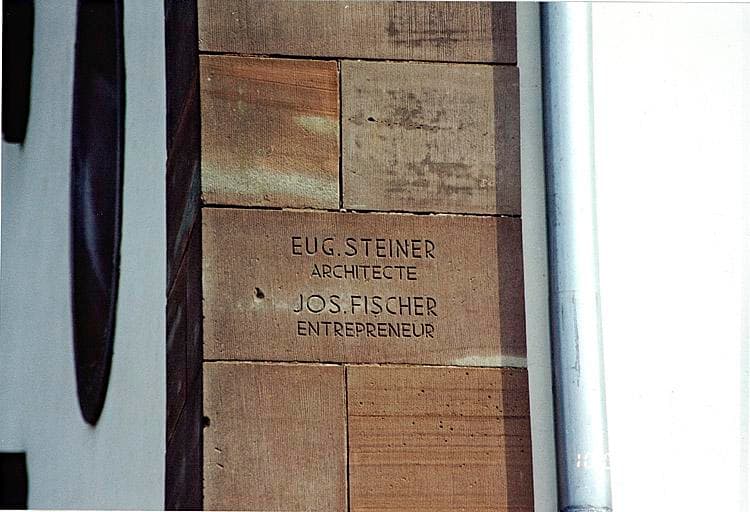 EUG. STEINER
ARCHITECTE
JOS. FISCHER
ENTREPRENEUR